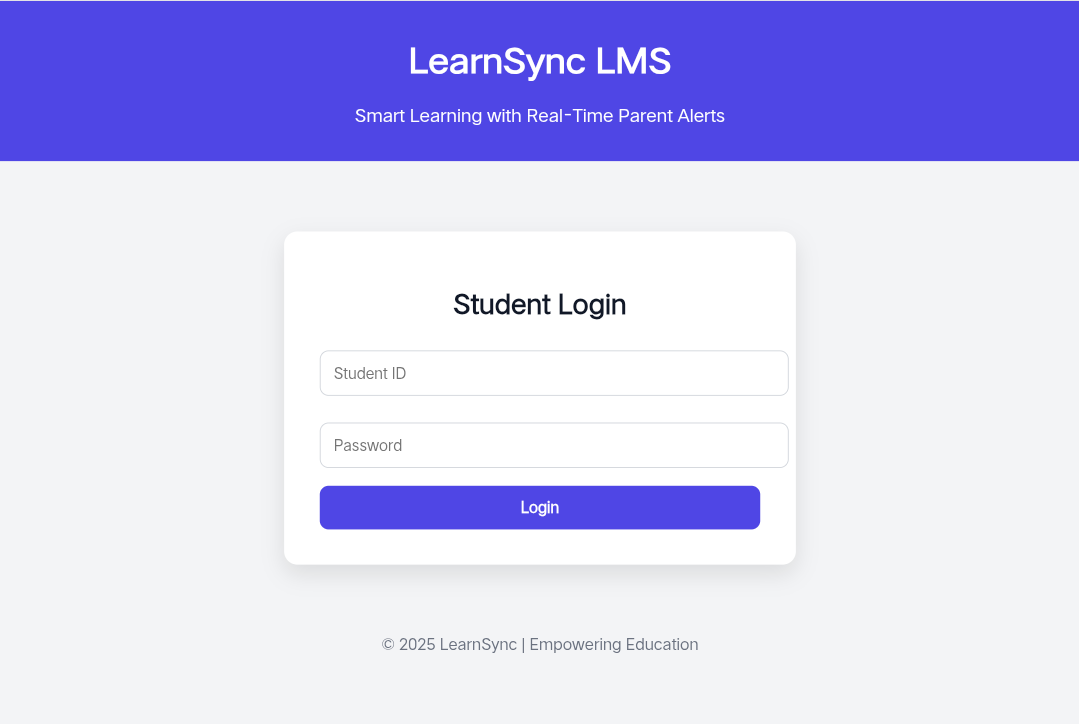 LearnSync LMS
Smart Learning with Real-Time Parent Alerts
Student Login
Student ID
Password
Login
© 2025 LearnSync | Empowering Education